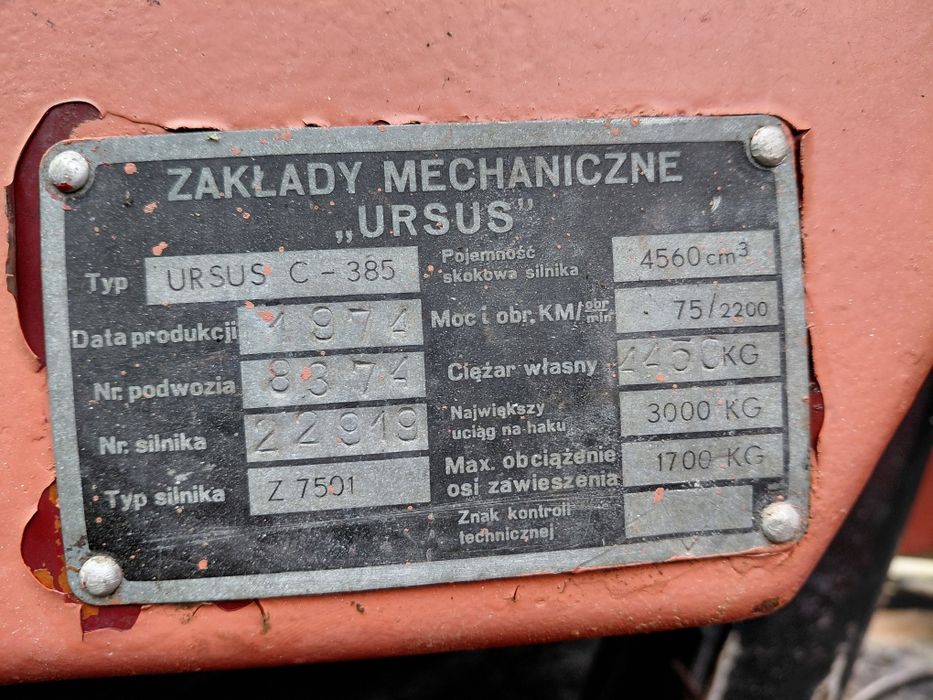 ZAKŁADY MECHANICZNE
„URSUS”
Typ URSUS C - 385
Data produkcji 1974
Nr. podwozia 8374
Nr. silnika 22919
Typ silnika Z 7501
Pojemność
skokowa silnika 4560 cm³
Moc i obr. KM/obr/min 75/2200
Ciężar własny KG
Największy
uciąg na haku 3000 KG
Max. obciążenie
osi zawieszenia 1700 KG
Znak kontroli
technicznej